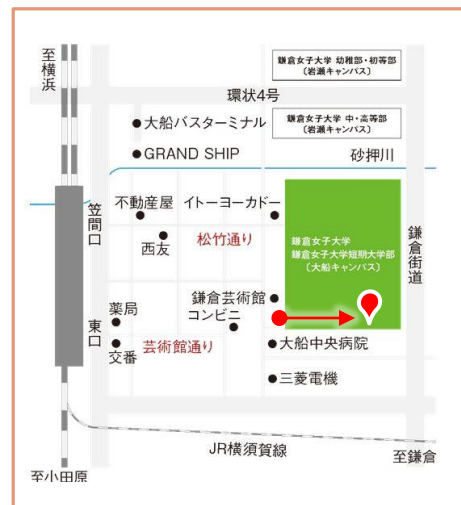 至横浜
鎌倉女子大学 幼稚部・初等部
(岩瀬キャンパス)
環状4号
大船バスターミナル
鎌倉女子大学 中・高等部
(岩瀬キャンパス)
GRAND SHIP
砂押川
笠間口
不動産屋
イトーヨーカドー
西友
松竹通り
鎌倉女子大学
鎌倉女子大学短期大学部
(大船キャンパス)
鎌倉街道
鎌倉芸術館
コンビニ
薬局
東口
交番
芸術館通り
大船中央病院
三菱電機
JR横須賀線
至鎌倉
至小田原